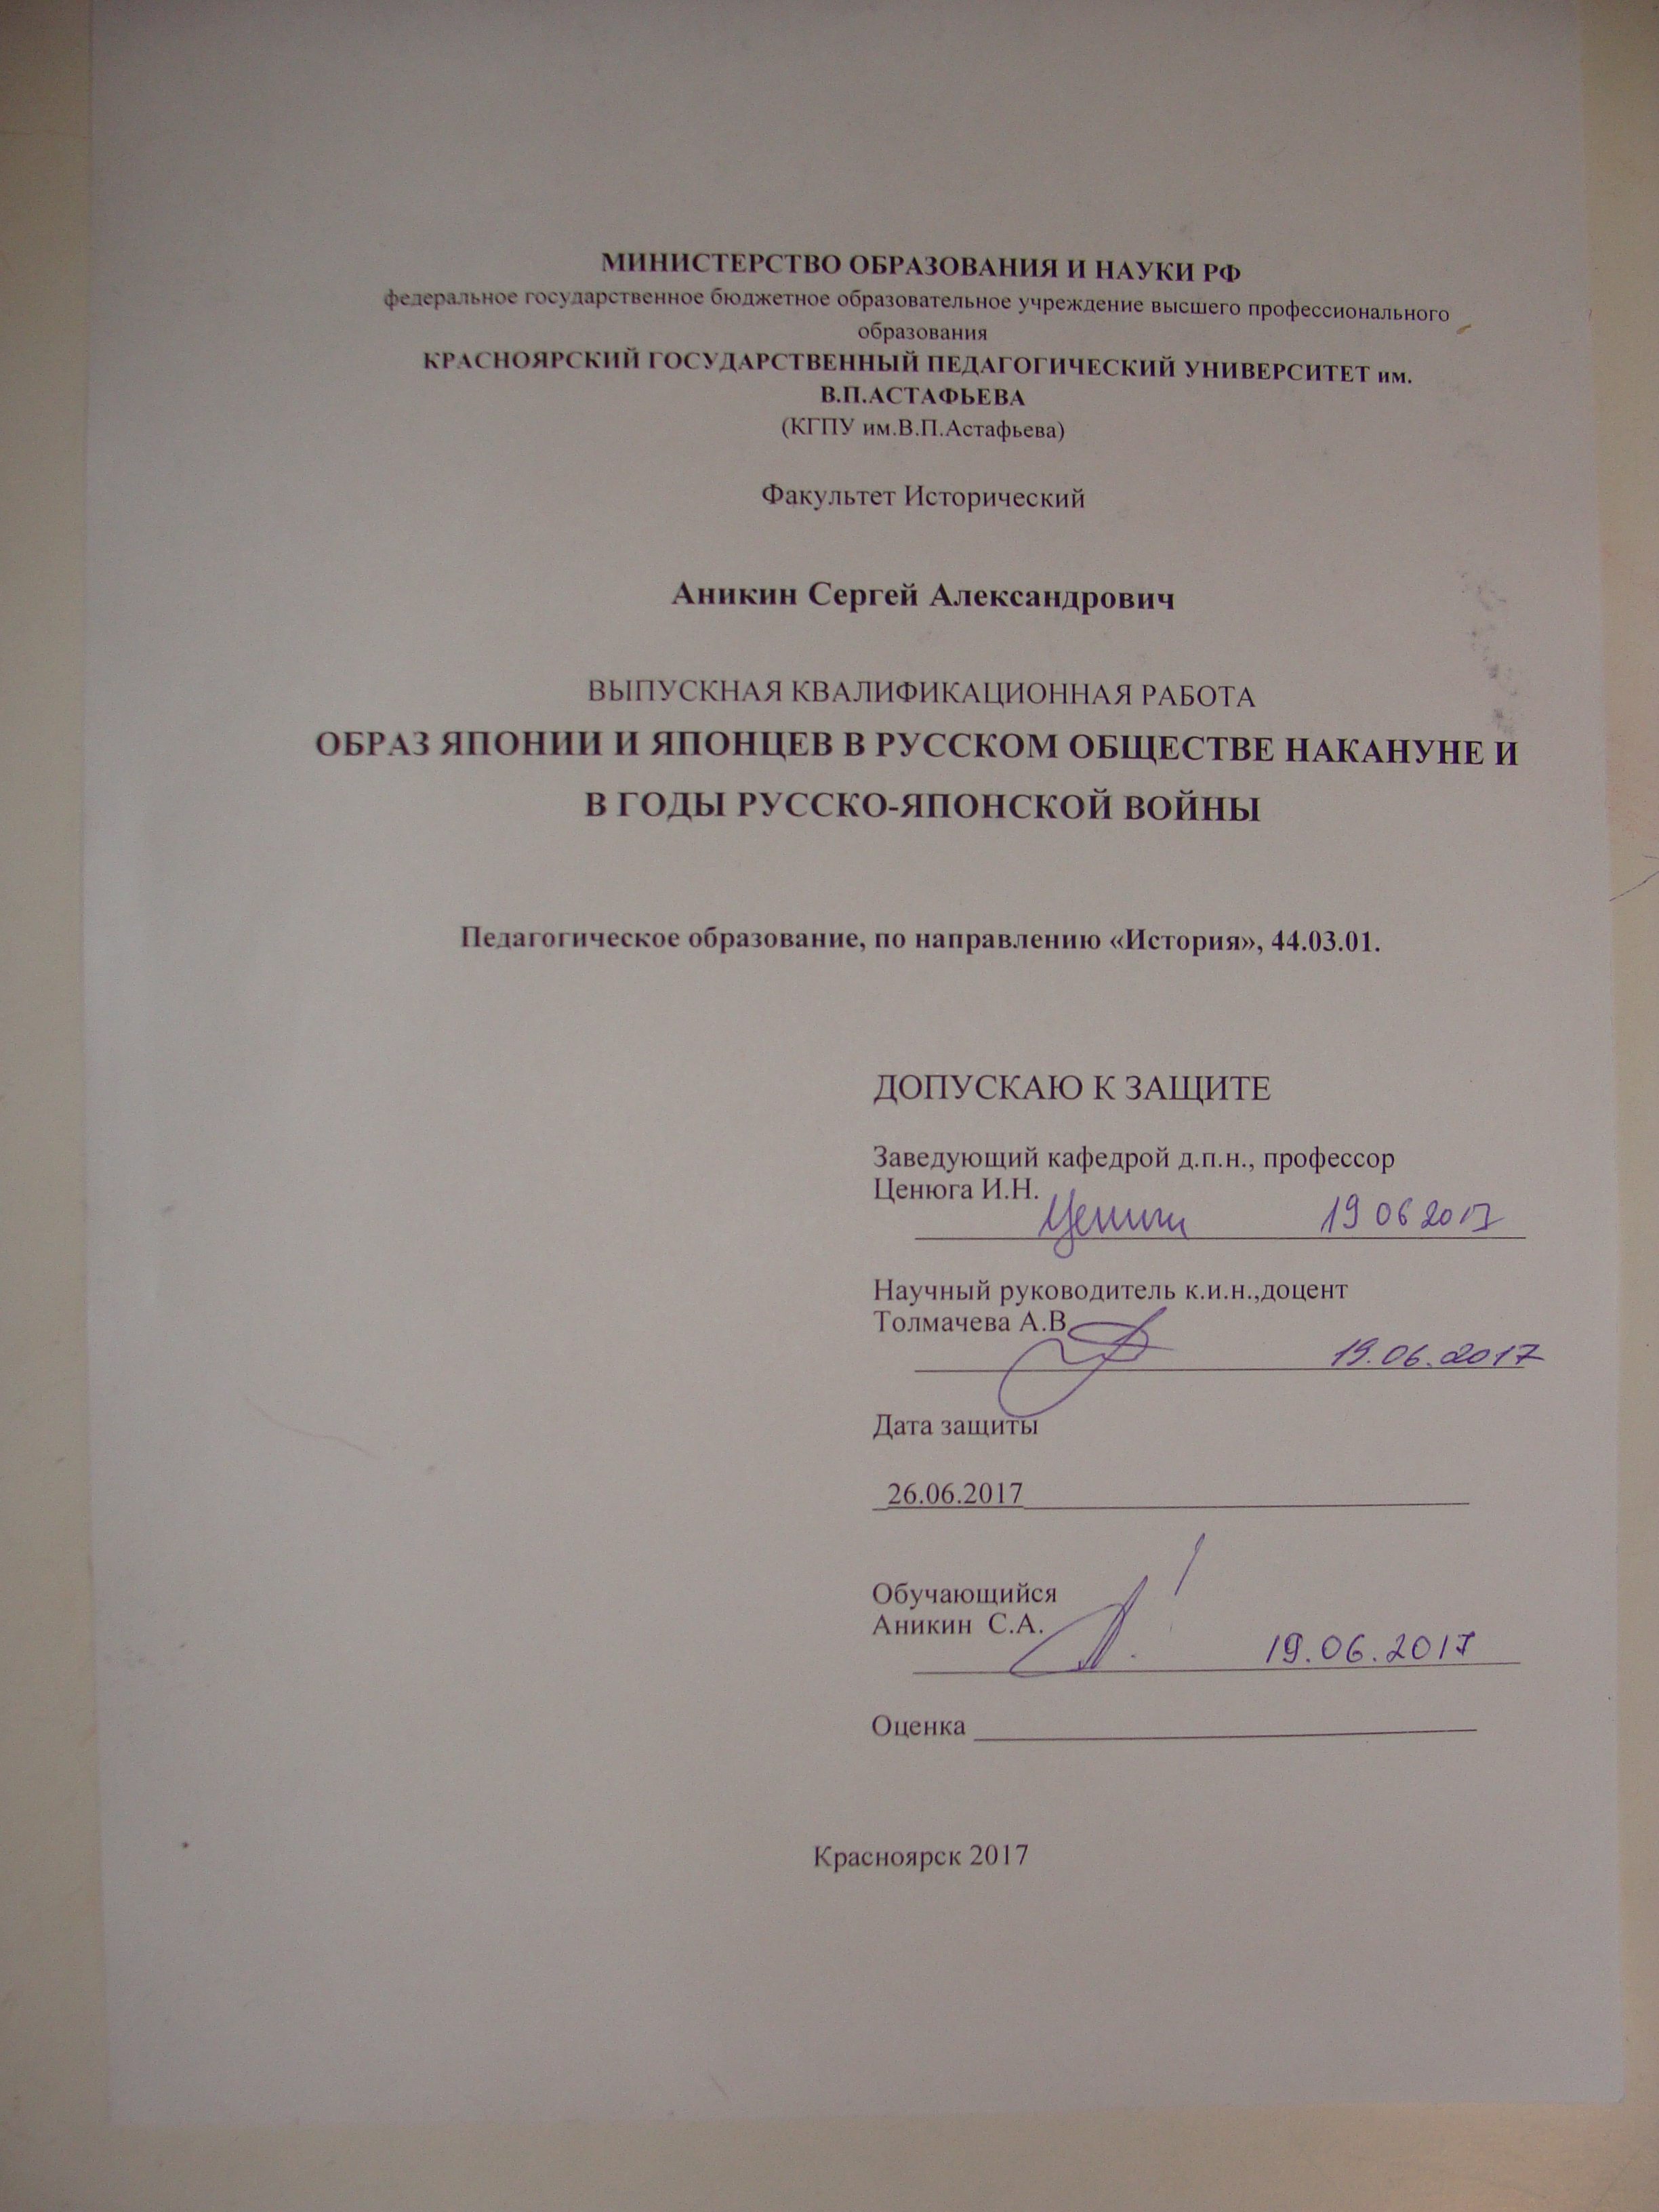 МИНИСТЕРСТВО ОБРАЗОВАНИЯ И НАУКИ РФ
федеральное государственное бюджетное образовательное учреждение высшего профессионального
образования
КРАСНОЯРСКИЙ ГОСУДАРСТВЕННЫЙ ПЕДАГОГИЧЕСКИЙ УНИВЕРСИТЕТ им.
В.П.АСТАФЬЕВА
(КГПУ им.В.П.Астафьева)
Факультет Исторический
Аникин Сергей Александрович
ВЫПУСКНАЯ КВАЛИФИКАЦИОННАЯ РАБОТА
ОБРАЗ ЯПОНИИ И ЯПОНЦЕВ В РУССКОМ ОБЩЕСТВЕ НАКАНУНЕ И
В ГОДЫ РУССКО-ЯПОНСКОЙ ВОЙНЫ
Педагогическое образование, по направлению «История», 44.03.01.
ДОПУСКАЮ К ЗАЩИТЕ
Заведующий кафедрой д.п.н., профессор
Ценюга И.Н.
19 06 2017
Научный руководитель к.и.н.,доцент
Толмачева А.В
19.06.2017
Дата защиты
26.06.2017
Обучающийся
Аникин С.А.
19.06.2017
Оценка
Красноярск 2017